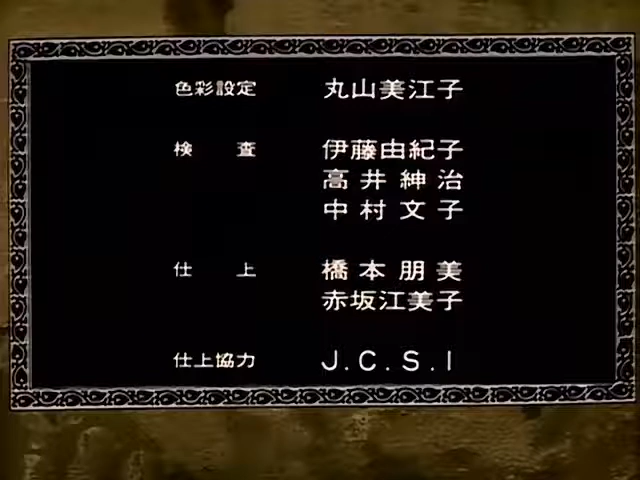 色彩設定 丸山美江子
検査 伊藤由紀子
高井紳治
中村文子
仕上 橋本朋美
赤坂江美子
仕上協力 J.C.S.I